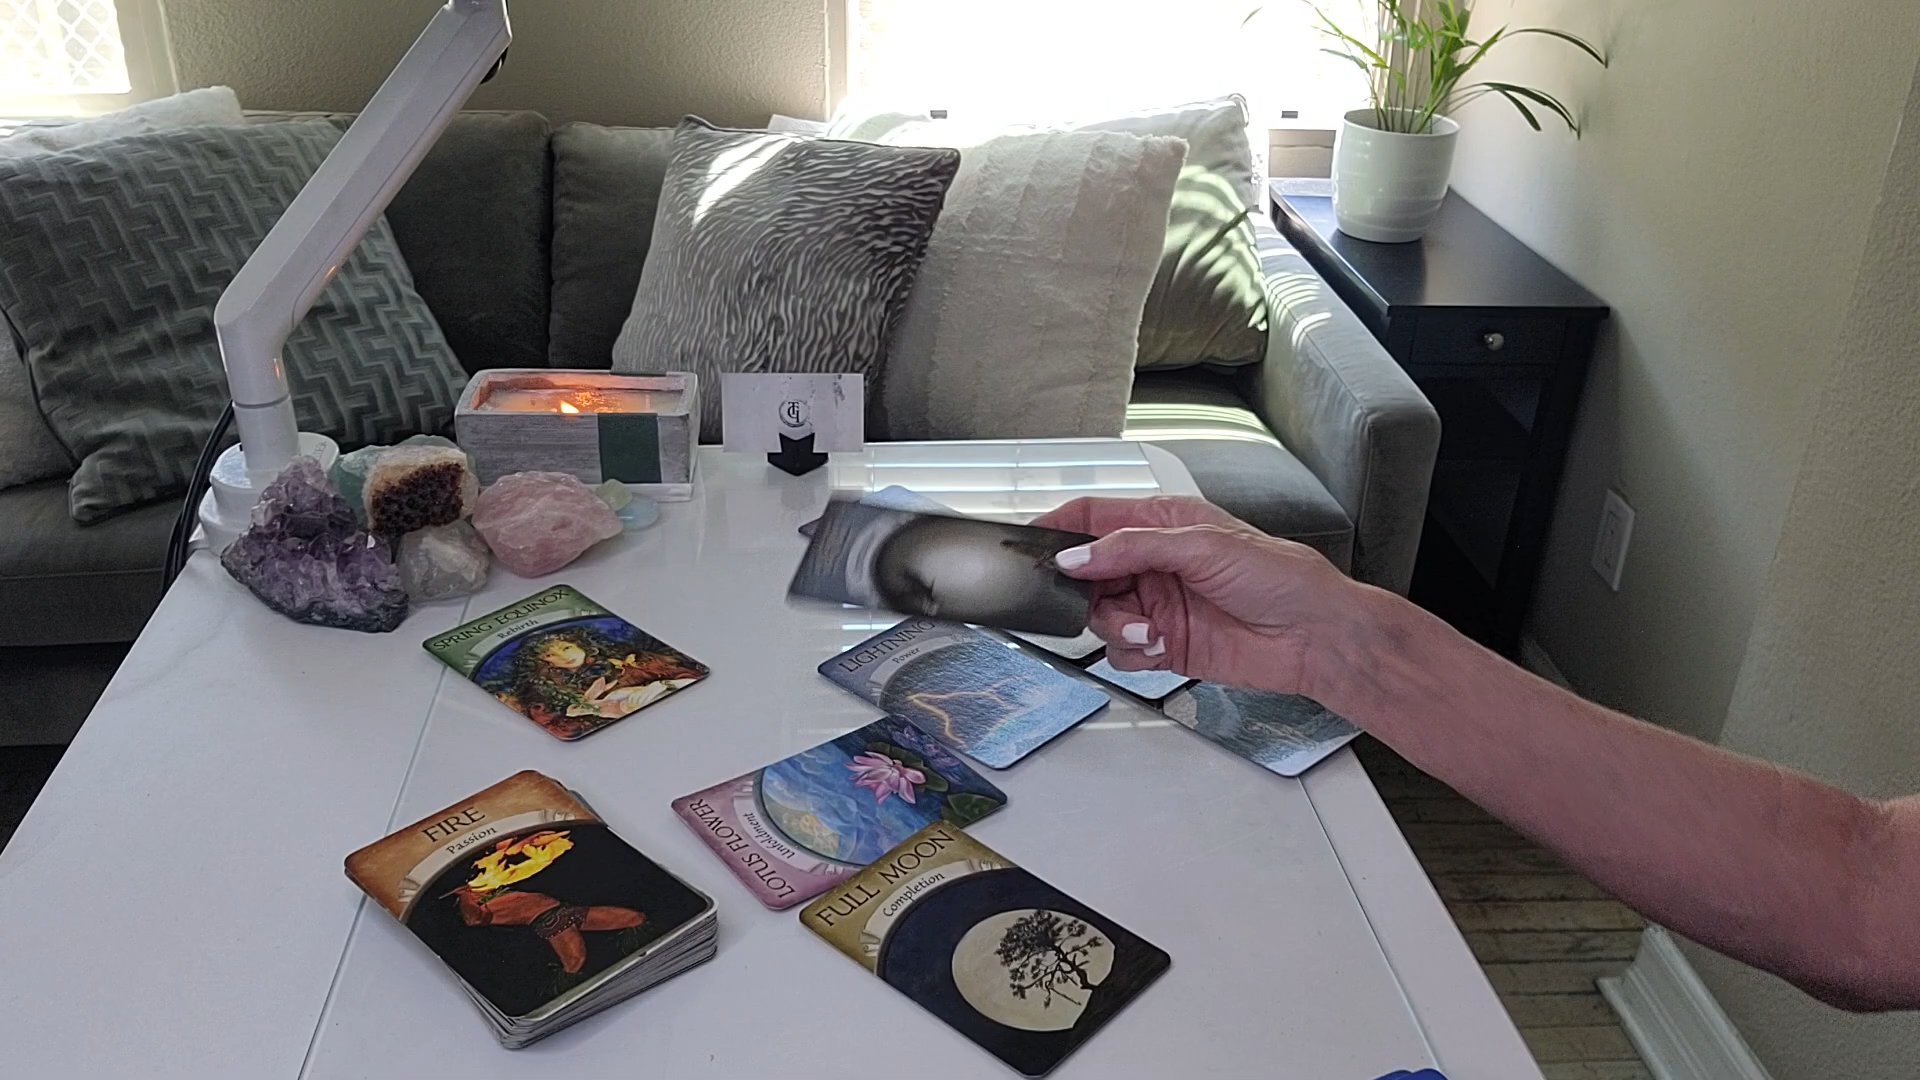 SPRING EQUINOX
Rebirth
LIGHTNING
Power
LOTUS FLOWER
Unfoldment
FIRE
Passion
FULL MOON
Completion